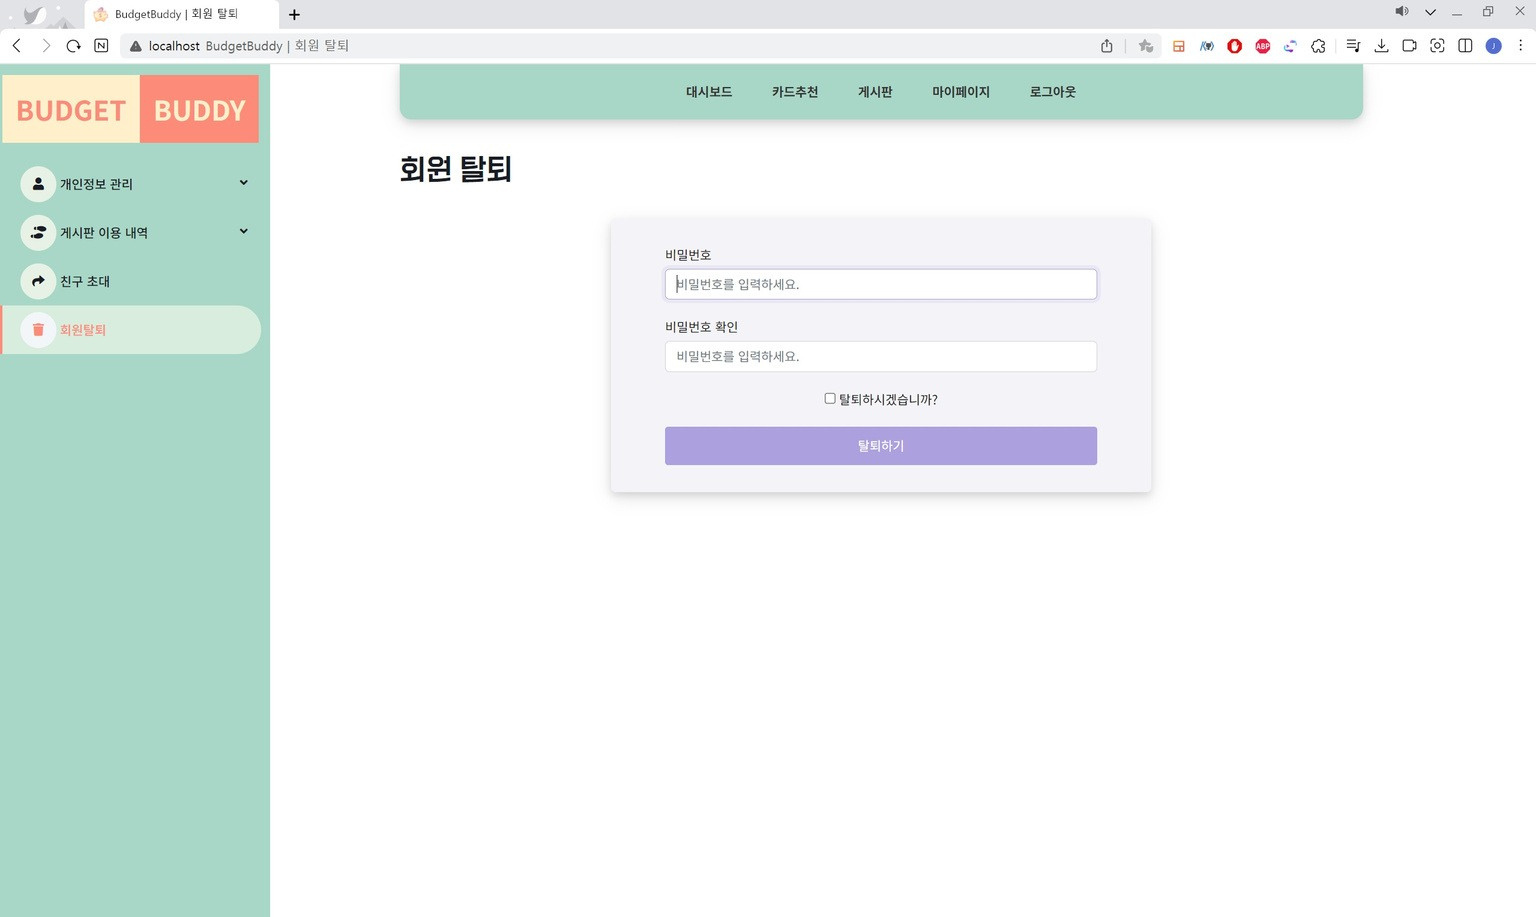 BudgetBuddy | 회원 탈퇴
localhost BudgetBuddy | 회원 탈퇴
ABP
J
BUDGET BUDDY
개인정보 관리
게시판 이용 내역
친구 초대
회원탈퇴
대시보드 카드추천 게시판 마이페이지 로그아웃
회원 탈퇴
비밀번호
비밀번호를 입력하세요.
비밀번호 확인
비밀번호를 입력하세요.
탈퇴하시겠습니까?
탈퇴하기